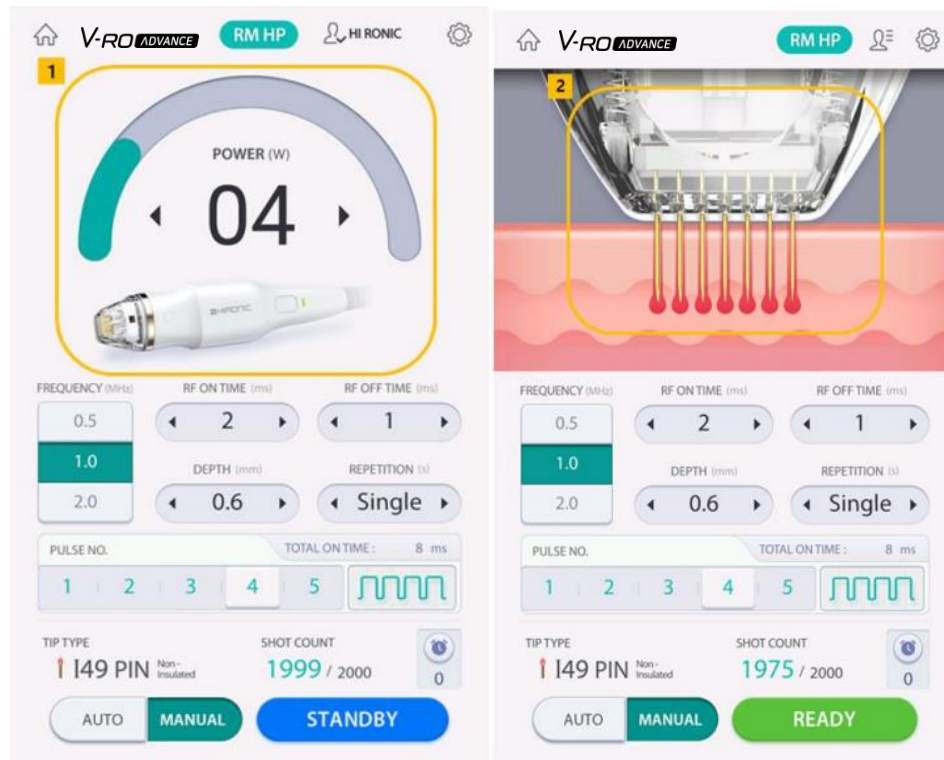 V-RO ADVANCE RM HP HI RONIC
1
POWER (W)
04
HIRONIC
FREQUENCY (MHz) RF ON TIME (ms) RF OFF TIME (ms)
0.5 2 1
1.0
DEPTH (mm) REPETITION (s)
2.0 0.6 Single
PULSE NO. TOTAL ON TIME : 8 ms
1 2 3 4 5
TIP TYPE SHOT COUNT
I49 PIN Non-Insulated 1999 / 2000 0
AUTO MANUAL STANDBY
V-RO ADVANCE RM HP
2
FREQUENCY (MHz) RF ON TIME (ms) RF OFF TIME (ms)
0.5 2 1
1.0
DEPTH (mm) REPETITION (s)
2.0 0.6 Single
PULSE NO. TOTAL ON TIME : 8 ms
1 2 3 4 5
TIP TYPE SHOT COUNT
I49 PIN Non-Insulated 1975 / 2000 0
AUTO MANUAL READY